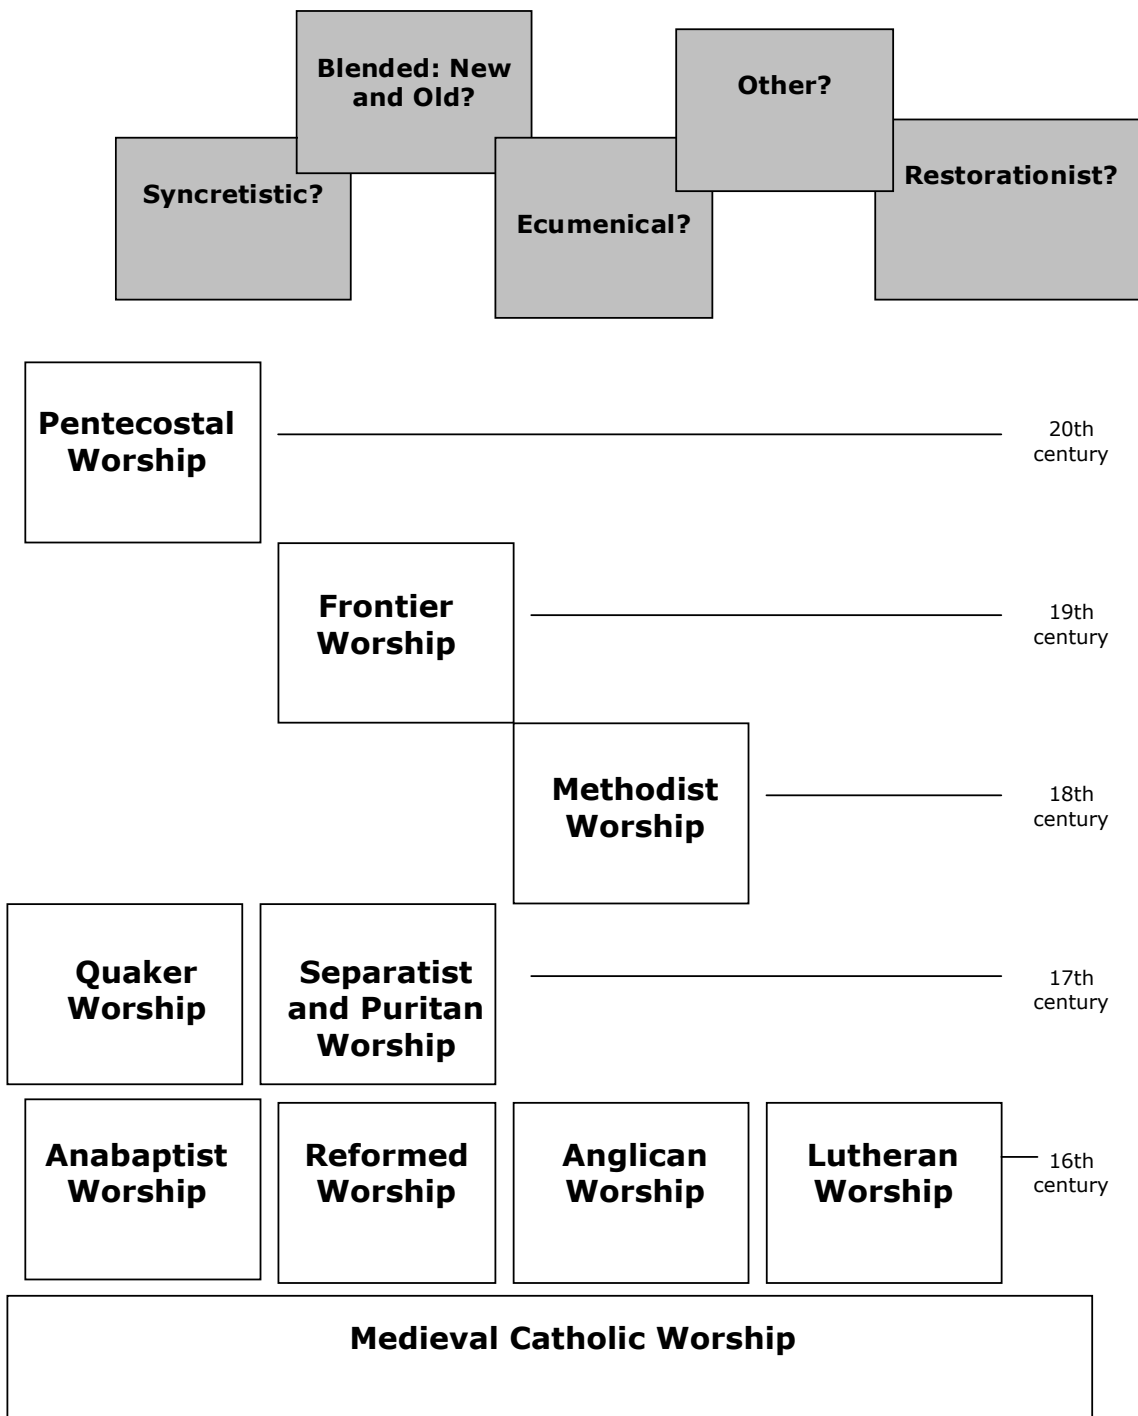 Blended: New
and Old?
Other?
Syncretistic?
Ecumenical?
Restorationist?
Pentecostal
Worship
20th
century
Frontier
Worship
19th
century
Methodist
Worship
18th
century
Quaker
Worship
Separatist
and Puritan
Worship
17th
century
Anabaptist
Worship
Reformed
Worship
Anglican
Worship
Lutheran
Worship
16th
century
Medieval Catholic Worship